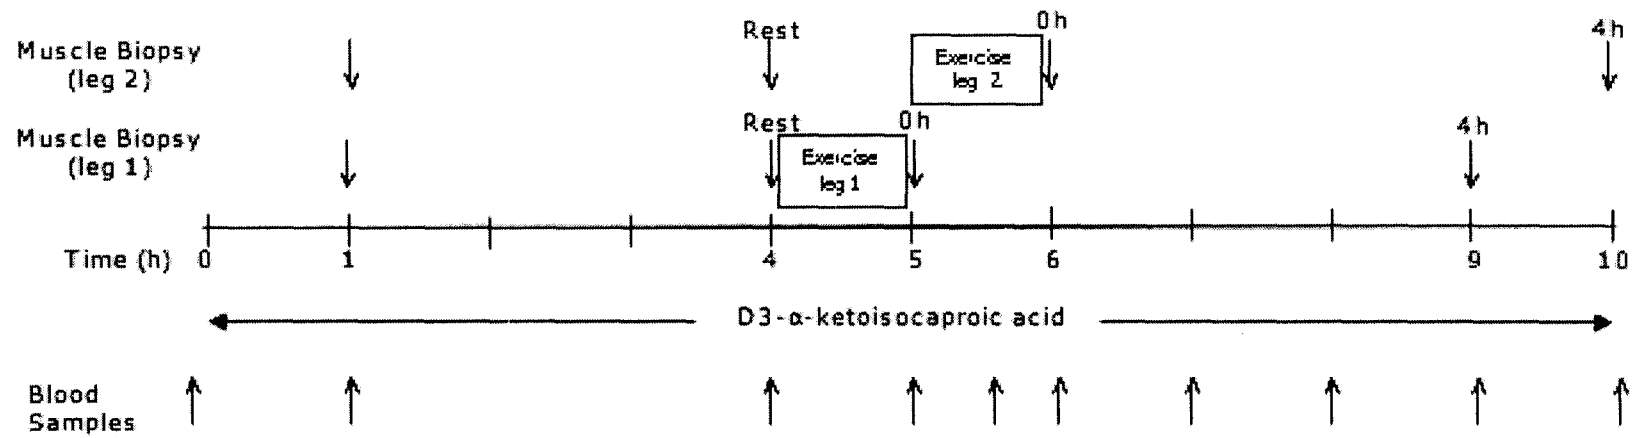 Rest
0h
4h
Muscle Biopsy
(leg 2)
Exercise
leg 2
Rest
0h
4h
Muscle Biopsy
(leg 1)
Exercise
leg 1
Time (h) 0 1 4 5 6 9 10
D3-α-ketoisocaproic acid
Blood
Samples